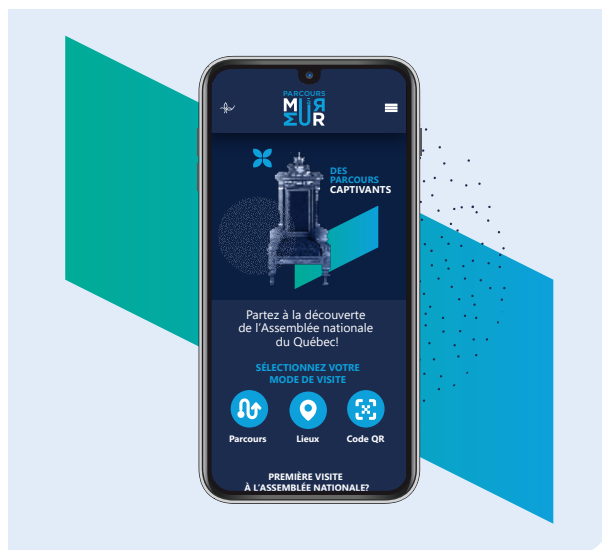 PARCOURS
MUR
MUR
DES
PARCOURS
CAPTIVANTS
Partez à la découverte
de l'Assemblée nationale
du Québec!
SÉLECTIONNEZ VOTRE
MODE DE VISITE
Parcours
Lieux
Code QR
PREMIÈRE VISITE
À L'ASSEMBLÉE NATIONALE?